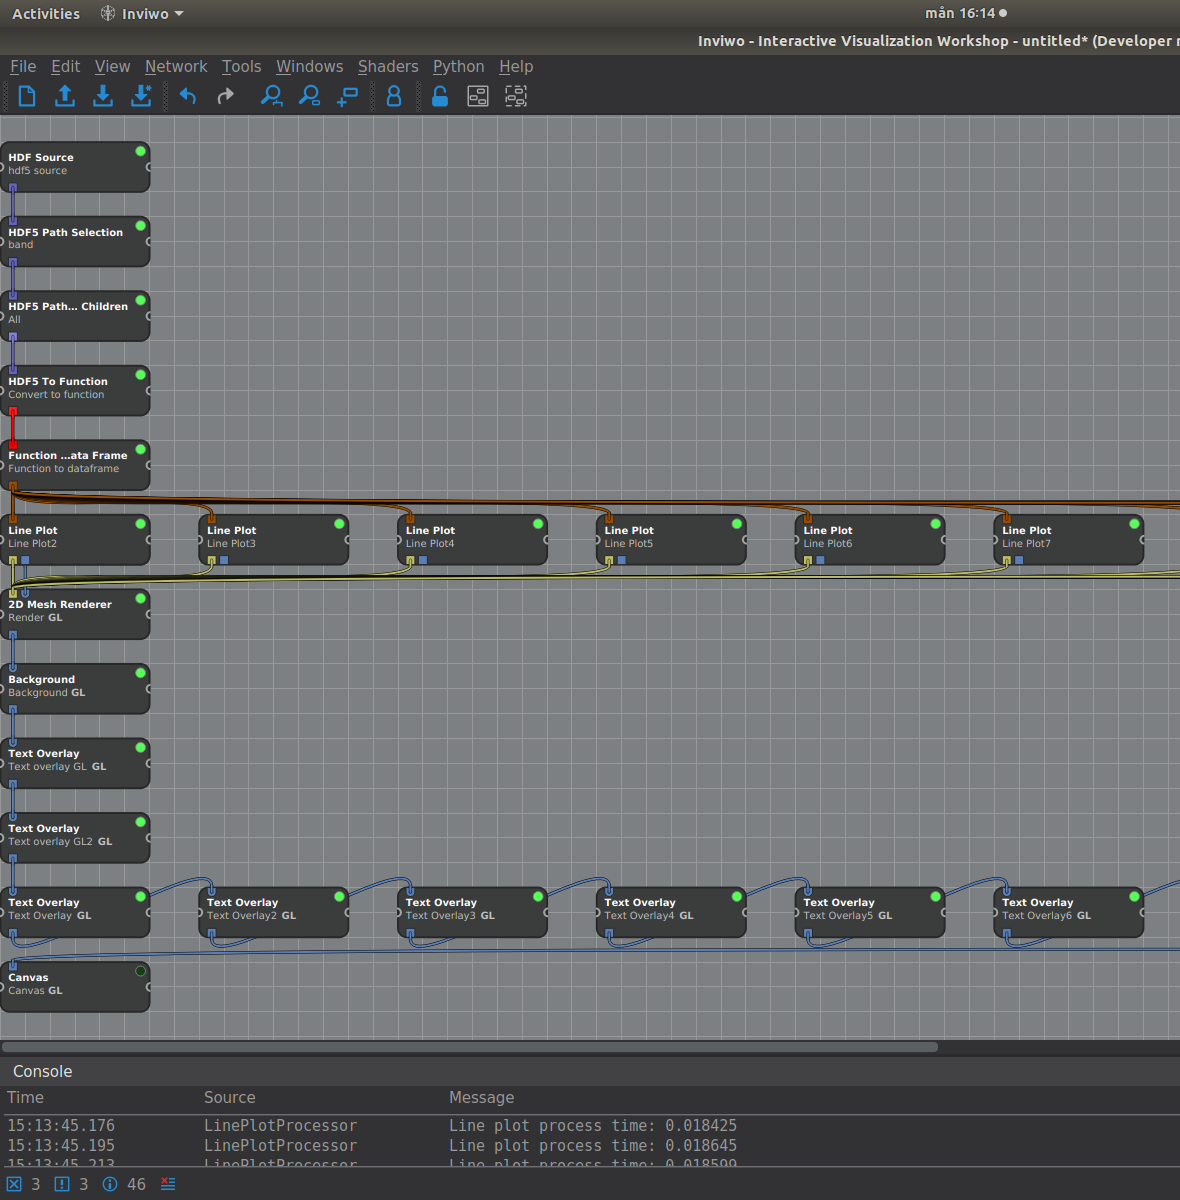 Activities Inviwo mån 16:14
Inviwo - Interactive Visualization Workshop - untitled* (Developer
File Edit View Network Tools Windows Shaders Python Help
HDF Source
hdf5 source
HDF5 Path Selection
band
HDF5 Path... Children
All
HDF5 To Function
Convert to function
Function ...ata Frame
Function to dataframe
Line Plot Line Plot Line Plot Line Plot Line Plot Line Plot
Line Plot2 Line Plot3 Line Plot4 Line Plot5 Line Plot6 Line Plot7
2D Mesh Renderer
Render GL
Background
Background GL
Text Overlay
Text overlay GL GL
Text Overlay
Text overlay GL2 GL
Text Overlay Text Overlay Text Overlay Text Overlay Text Overlay Text Overlay
Text Overlay GL Text Overlay2 GL Text Overlay3 GL Text Overlay4 GL Text Overlay5 GL Text Overlay6 GL
Canvas
Canvas GL
Console
Time Source Message
15:13:45.176 LinePlotProcessor Line plot process time: 0.018425
15:13:45.195 LinePlotProcessor Line plot process time: 0.018645
15:13:45.213 LinePlotProcessor Line plot process time: 0.018599
3 3 46